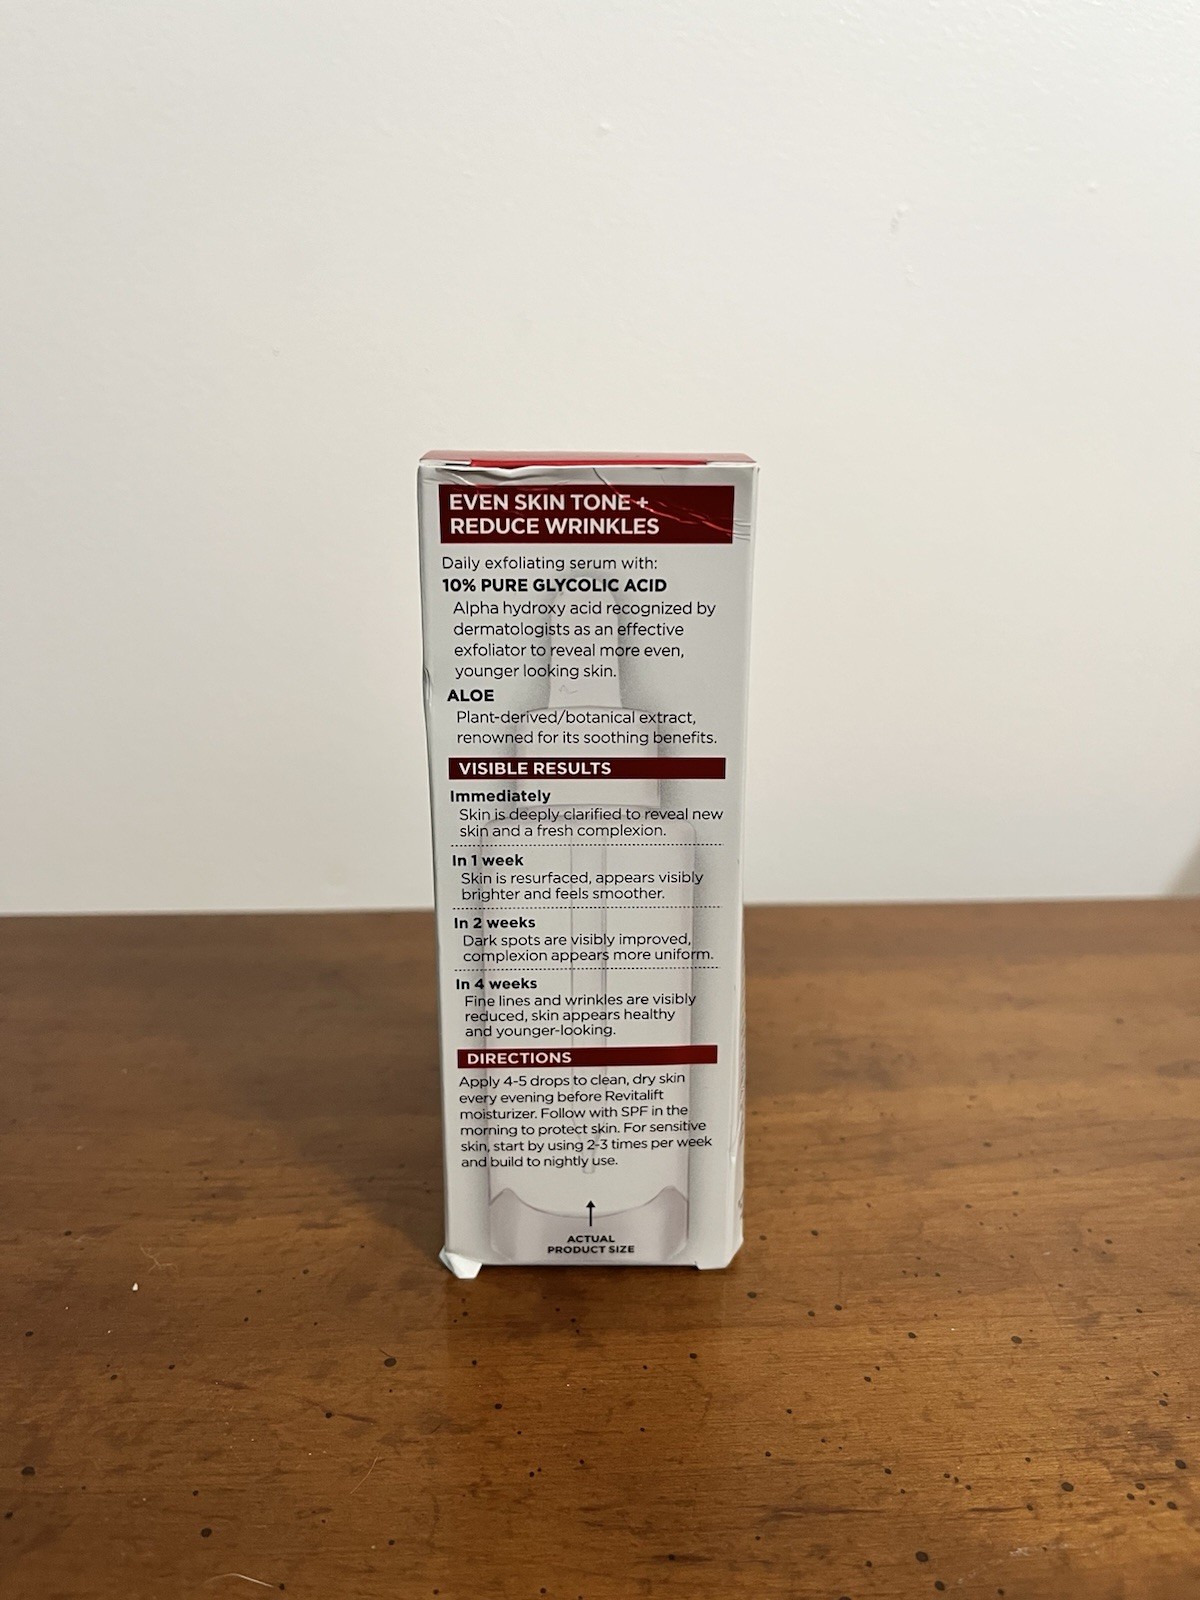 EVEN SKIN TONE +
REDUCE WRINKLES
Daily exfoliating serum with:
10% PURE GLYCOLIC ACID
Alpha hydroxy acid recognized by
dermatologists as an effective
exfoliator to reveal more even,
younger looking skin.
ALOE
Plant-derived/botanical extract,
renowned for its soothing benefits.
VISIBLE RESULTS
Immediately
Skin is deeply clarified to reveal new
skin and a fresh complexion.
In 1 week
Skin is resurfaced, appears visibly
brighter and feels smoother.
In 2 weeks
Dark spots are visibly improved,
complexion appears more uniform.
In 4 weeks
Fine lines and wrinkles are visibly
reduced, skin appears healthy
and younger-looking.
DIRECTIONS
Apply 4-5 drops to clean, dry skin
every evening before Revitalift
moisturizer. Follow with SPF in the
morning to protect skin. For sensitive
skin, start by using 2-3 times per week
and build to nightly use.
ACTUAL
PRODUCT SIZE